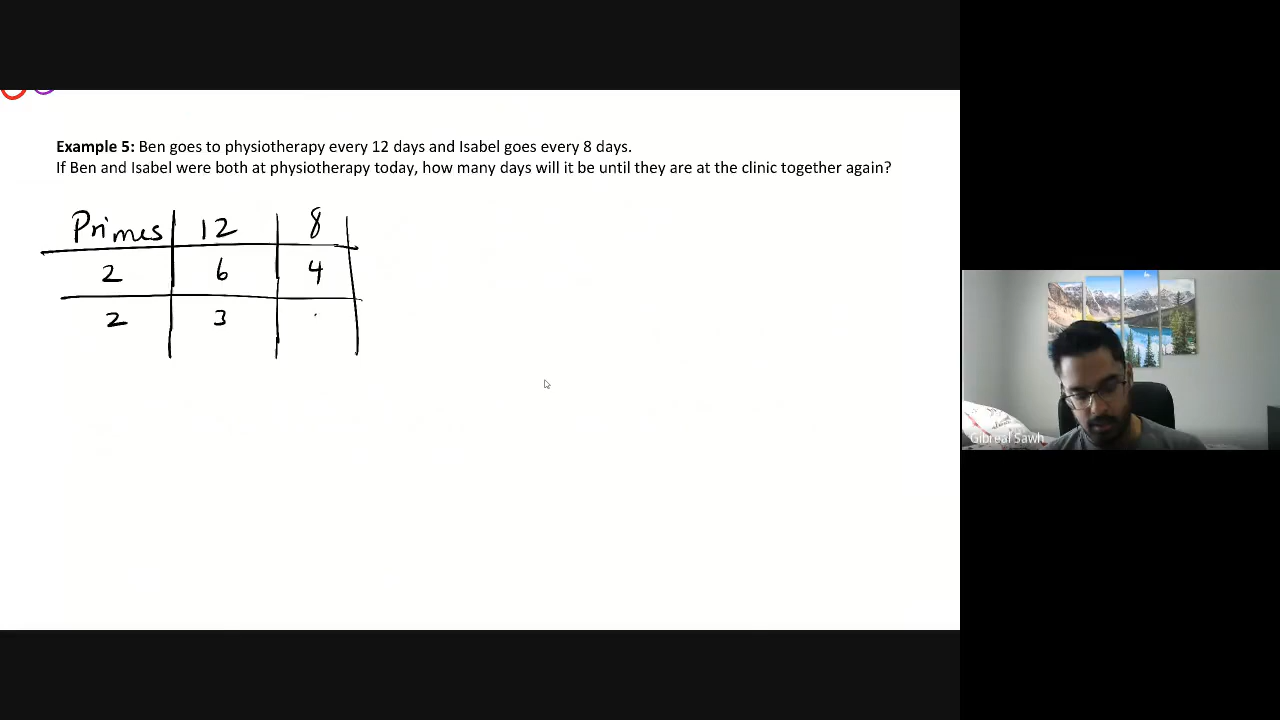 Example 5: Ben goes to physiotherapy every 12 days and Isabel goes every 8 days.
If Ben and Isabel were both at physiotherapy today, how many days will it be until they are at the clinic together again?
Primes 12 8
2 6 4
2 3
Gibreal Sawh